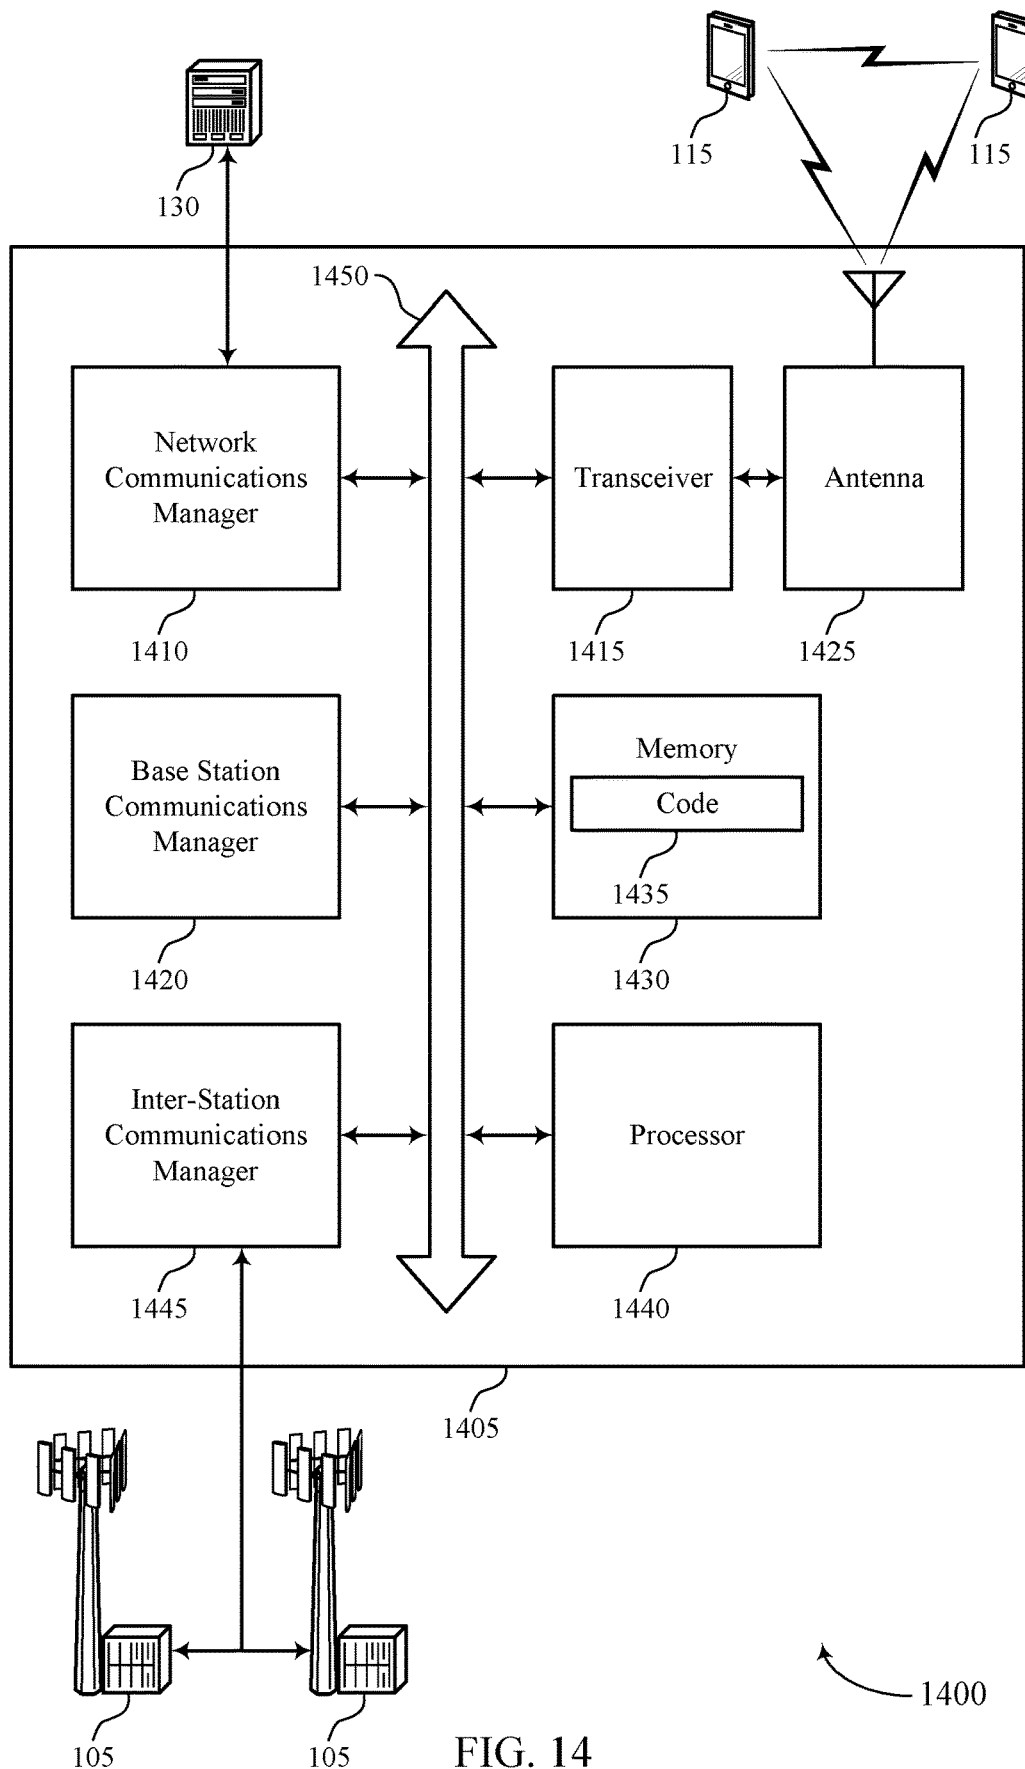 130
115
115
1450
Network
Communications
Manager
Transceiver
Antenna
1410
1415
1425
Base Station
Communications
Manager
Memory
Code
1435
1420
1430
Inter-Station
Communications
Manager
Processor
1445
1440
1405
105
105
1400
FIG. 14